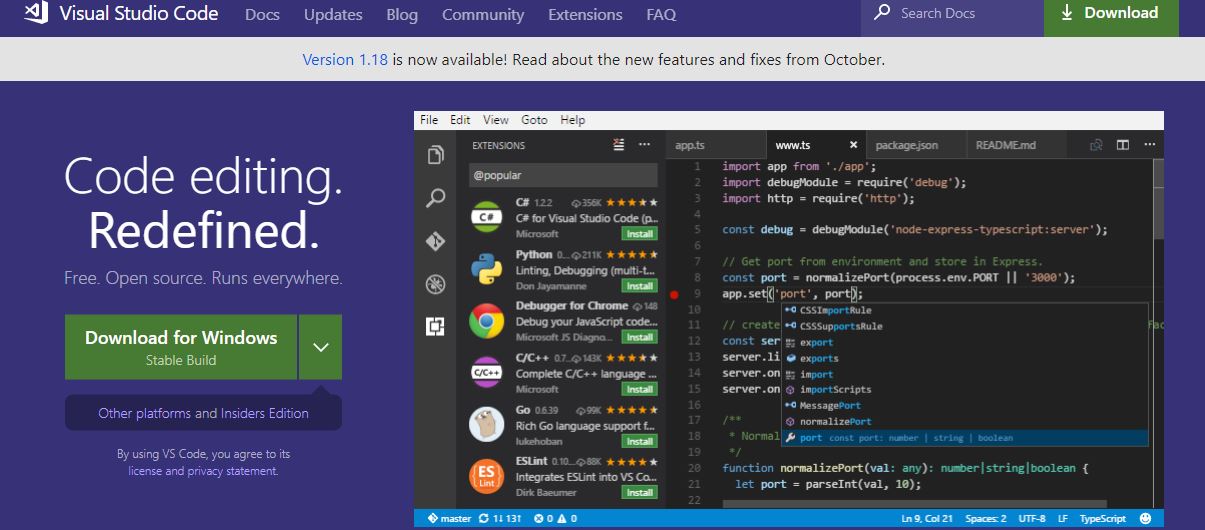 Visual Studio Code Docs Updates Blog Community Extensions FAQ Search Docs Download
Version 1.18 is now available! Read about the new features and fixes from October.
Code editing.
Redefined.
Free. Open source. Runs everywhere.
Download for Windows
Stable Build
Other platforms and Insiders Edition
By using VS Code, you agree to its
license and privacy statement.
File Edit View Goto Help
EXTENSIONS
@popular
C# 1.2.2 356K
C# for Visual Studio Code (p...
Microsoft Install
Python 0.0... 211K
Linting, Debugging (multi-t...
Don Jayamanne Install
Debugger for Chrome 148
Debug your JavaScript code...
Microsoft JS Diagno... Install
C/C++ 0.7... 143K
Complete C/C++ language ...
Microsoft Install
Go 0.6.39 99K
Rich Go language support f...
lukehoban Install
ESLint 0.10... 88K
Integrates ESLint into VS Co...
Dirk Baeumer Install
app.ts www.ts package.json README.md
1 import app from './app';
2 import debugModule = require('debug');
3 import http = require('http');
4
5 const debug = debugModule('node-express-typescript:server');
6
7 // Get port from environment and store in Express.
8 const port = normalizePort(process.env.PORT || '3000');
9 app.set('port', port);
10
11 // create
12 const ser
13 server.li
14 server.on
15 server.on
16
17 /**
18 * Normal
19 */
20 function normalizePort(val: any): number|string|boolean {
21 let port = parseInt(val, 10);
22
CSSImportRule
CSSSupportsRule
export
exports
import
importScripts
MessagePort
normalizePort
port const port: number | string | boolean
master 1↓ 13↑ 0 0 Ln 9, Col 21 Spaces: 2 UTF-8 LF TypeScript